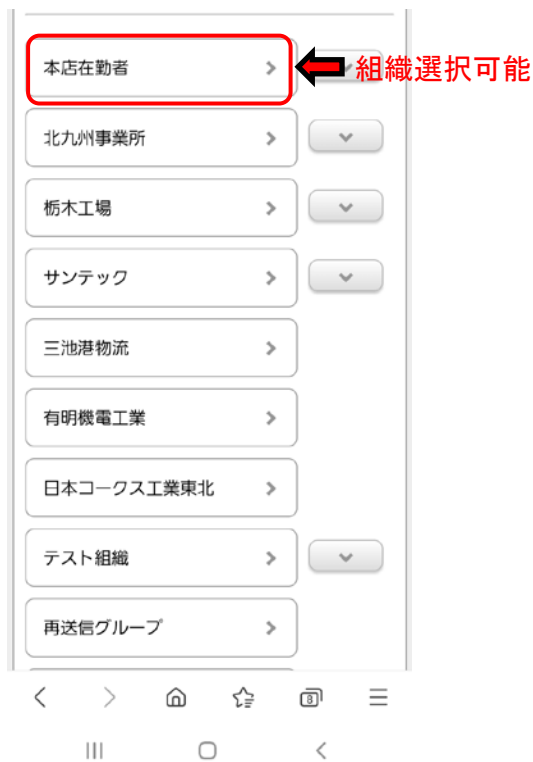 本店在勤者
組織選択可能
北九州事業所
栃木工場
サンテック
三池港物流
有明機電工業
日本コークス工業東北
テスト組織
再送信グループ
8